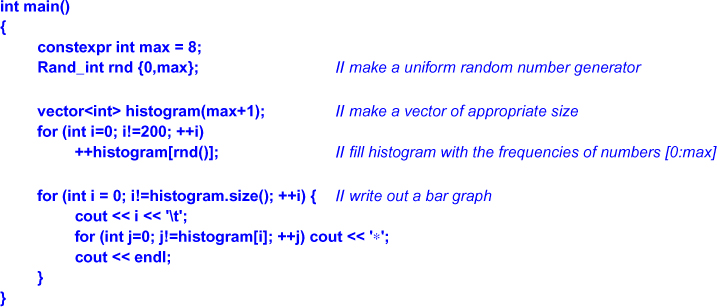 int main()
{
constexpr int max = 8;
Rand_int rnd {0,max}; // make a uniform random number generator
vector<int> histogram(max+1); // make a vector of appropriate size
for (int i=0; i!=200; ++i)
++histogram[rnd()]; // fill histogram with the frequencies of numbers [0:max]
for (int i = 0; i!=histogram.size(); ++i) { // write out a bar graph
cout << i << '\t';
for (int j=0; j!=histogram[i]; ++j) cout << '∗';
cout << endl;
}
}